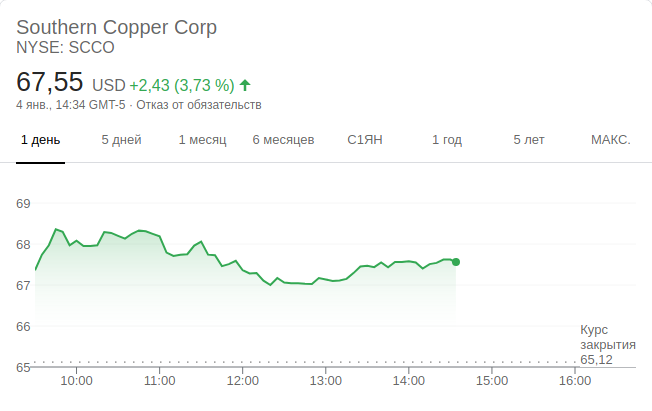 Southern Copper Corp
NYSE: SCCO
67,55 USD +2,43 (3,73 %)
4 янв., 14:34 GMT-5 · Отказ от обязательств
1 день 5 дней 1 месяц 6 месяцев С1ЯН 1 год 5 лет МАКС.
69
68
67
66
Курс
закрытия
65,12
65
10:00 11:00 12:00 13:00 14:00 15:00 16:00